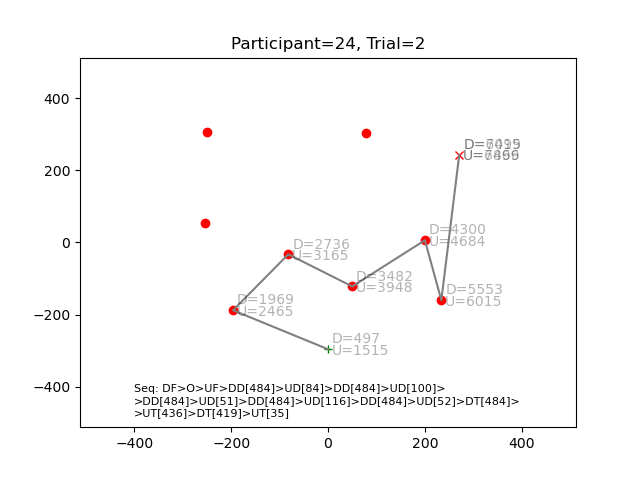 Participant=24, Trial=2
400
200
0
−200
−400
D=4300
U=4684
D=2736
U=3165
D=3482
U=3948
D=5553
U=6015
D=1969
U=2465
D=497
U=1515
Seq: DF>O>UF>DD[484]>UD[84]>DD[484]>UD[100]>
>DD[484]>UD[51]>DD[484]>UD[116]>DD[484]>UD[52]>DT[484]>
>UT[436]>DT[419]>UT[35]
−400
−200
0
200
400